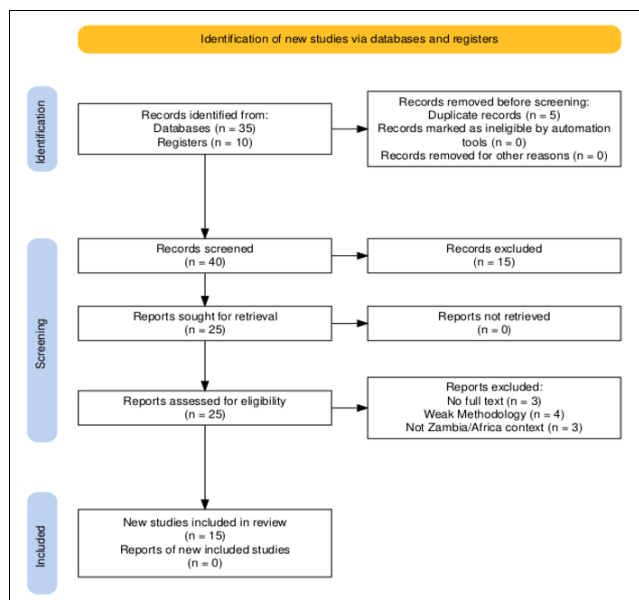 Identification of new studies via databases and registers
Identification
Records identified from:
Databases (n = 35)
Registers (n = 10)
Records removed before screening:
Duplicate records (n = 5)
Records marked as ineligible by automation
tools (n = 0)
Records removed for other reasons (n = 0)
Screening
Records screened
(n = 40)
Records excluded
(n = 15)
Reports sought for retrieval
(n = 25)
Reports not retrieved
(n = 0)
Reports assessed for eligibility
(n = 25)
Reports excluded:
No full text (n = 3)
Weak Methodology (n = 4)
Not Zambia/Africa context (n = 3)
Included
New studies included in review
(n = 15)
Reports of new included studies
(n = 0)